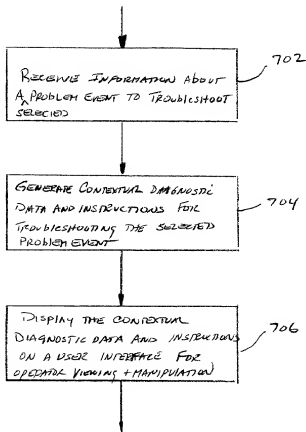 RECEIVE INFORMATION ABOUT
702
A ^ PROBLEM EVENT TO TROUBLESHOOT
SELECTED
GENERATE CONTEXTUAL DIAGNOSTIC
DATA AND INSTRUCTIONS FOR
704
TROUBLESHOOTING THE SELECTED
PROBLEM EVENT
DISPLAY THE CONTEXTUAL
706
DIAGNOSTIC DATA AND INSTRUCTIONS
ON A USER INTERFACE FOR
OPERATOR VIEWING + MANIPULATION